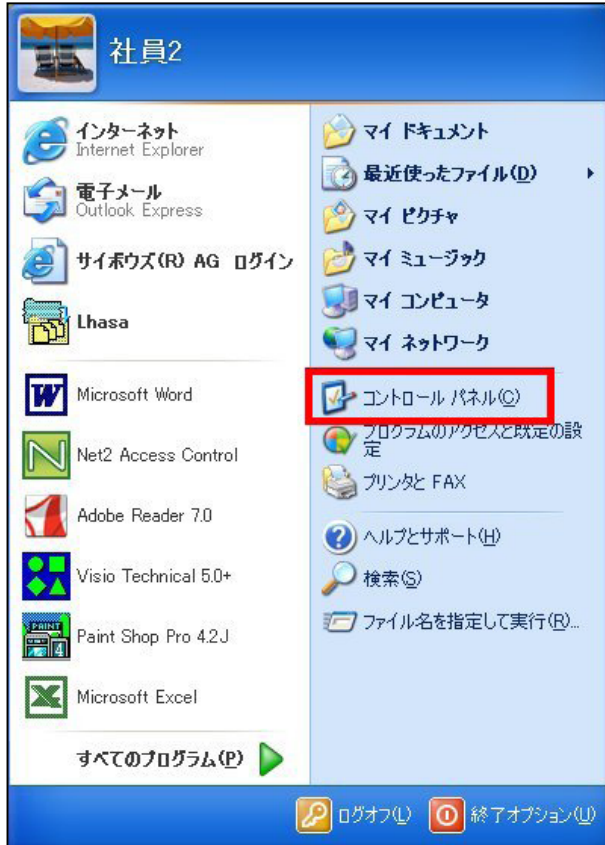 社員2
インターネット
Internet Explorer
電子メール
Outlook Express
サイボウズ(R) AG ログイン
Lhasa
Microsoft Word
Net2 Access Control
Adobe Reader 7.0
Visio Technical 5.0+
Paint Shop Pro 4.2J
Microsoft Excel
すべてのプログラム(P)
マイ ドキュメント
最近使ったファイル(D)
マイ ピクチャ
マイ ミュージック
マイ コンピュータ
マイ ネットワーク
コントロール パネル(C)
プログラムのアクセスと既定の設
定
プリンタと FAX
ヘルプとサポート(H)
検索(S)
ファイル名を指定して実行(R)...
ログオフ(L)
終了オプション(U)